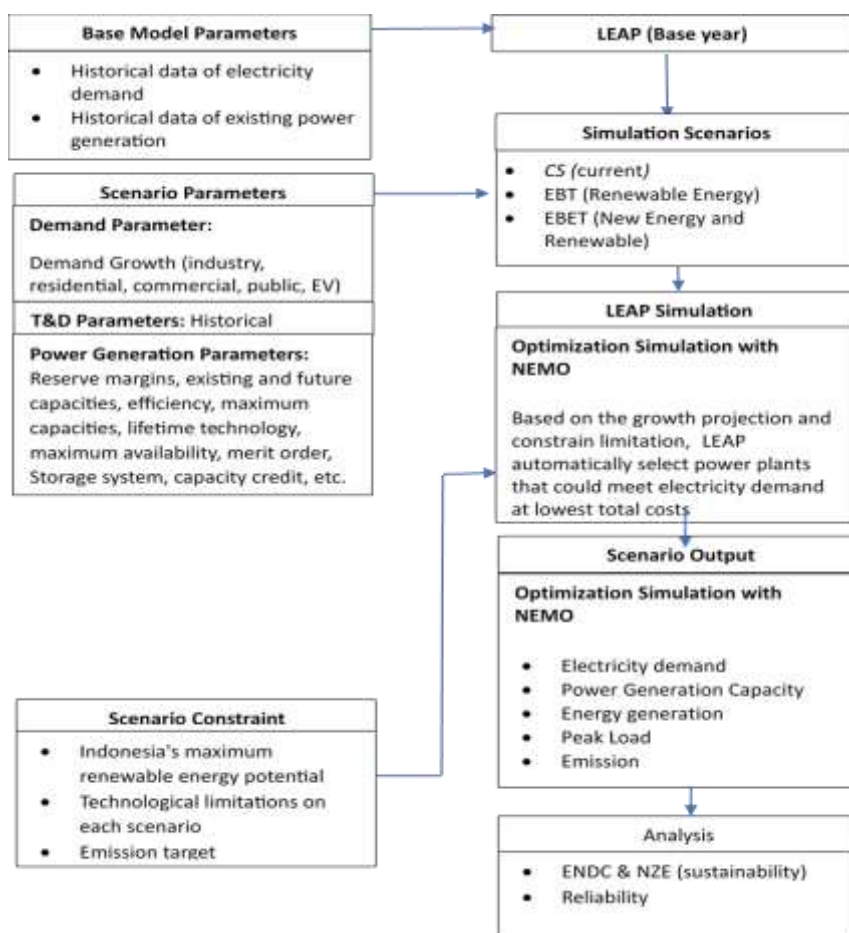 Base Model Parameters
• Historical data of electricity
demand
• Historical data of existing power
generation
LEAP (Base year)
Simulation Scenarios
• CS (current)
• EBT (Renewable Energy)
• EBET (New Energy and
Renewable)
Scenario Parameters
Demand Parameter:
Demand Growth (industry,
residential, commercial, public, EV)
T&D Parameters: Historical
Power Generation Parameters:
Reserve margins, existing and future
capacities, efficiency, maximum
capacities, lifetime technology,
maximum availability, merit order,
Storage system, capacity credit, etc.
LEAP Simulation
Optimization Simulation with
NEMO
Based on the growth projection and
constrain limitation, LEAP
automatically select power plants
that could meet electricity demand
at lowest total costs
Scenario Output
Optimization Simulation with
NEMO
• Electricity demand
• Power Generation Capacity
• Energy generation
• Peak Load
• Emission
Scenario Constraint
• Indonesia's maximum
renewable energy potential
• Technological limitations on
each scenario
• Emission target
Analysis
• ENDC & NZE (sustainability)
• Reliability